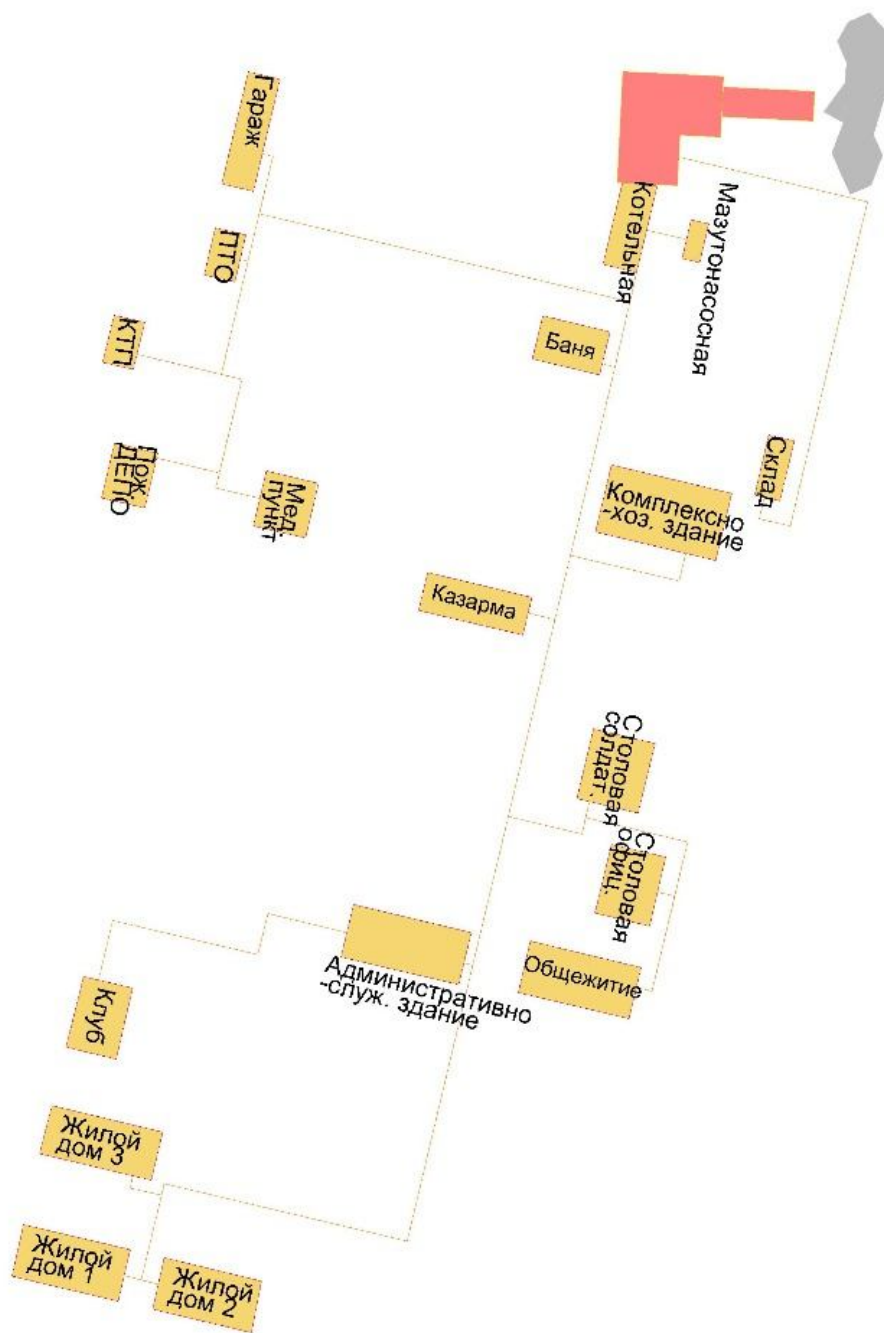 Гараж
ПТО
КТП
Пож.
ДЕПО
Мед.
пункт
Котельная
Мазутонасосная
Баня
Склад
Комплексно
-хоз. здание
Казарма
Столовая
солдат.
Столовая
офиц.
Общежитие
Административно
-служ. здание
Клуб
Жилой
дом 3
Жилой
дом 1
Жилой
дом 2